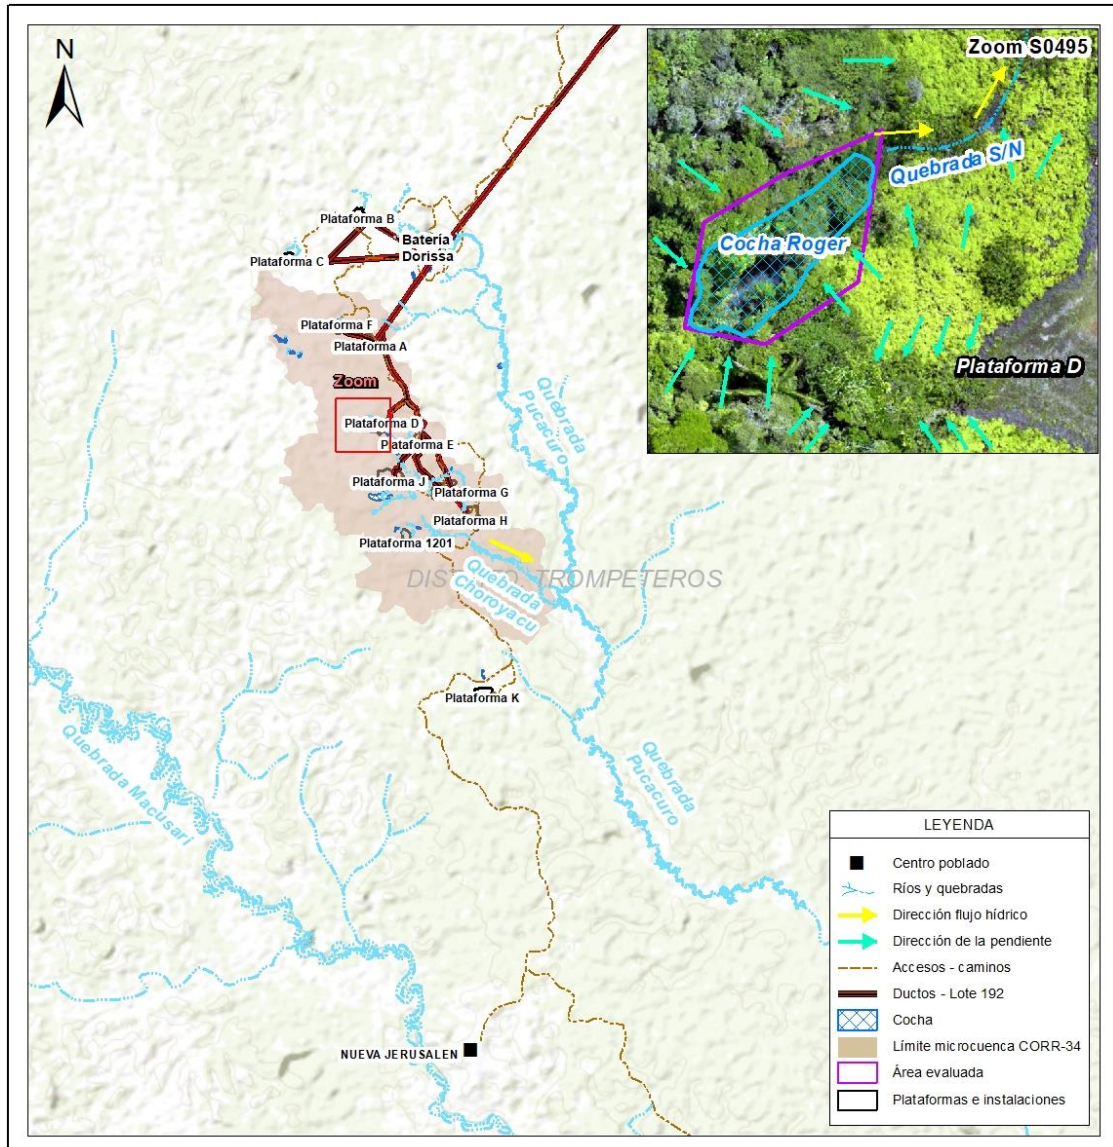 N
Zoom S0495
Quebrada S/N
Cocha Roger
Plataforma D
Plataforma B
Batería
Dorissa
Plataforma C
Plataforma F
Plataforma A
Zoom
Plataforma D
Plataforma E
Quebrada
Pucacuro
Plataforma J
Plataforma G
Plataforma H
Plataforma 1201
TROMPETEROS
Quebrada
Choroyacu
Plataforma K
Quebrada Macusari
Quebrada
Pucacuro
NUEVA JERUSALEN
LEYENDA
Centro poblado
Ríos y quebradas
Dirección flujo hídrico
Dirección de la pendiente
Accesos - caminos
Ductos - Lote 192
Cocha
Límite microcuenca CORR-34
Área evaluada
Plataformas e instalaciones